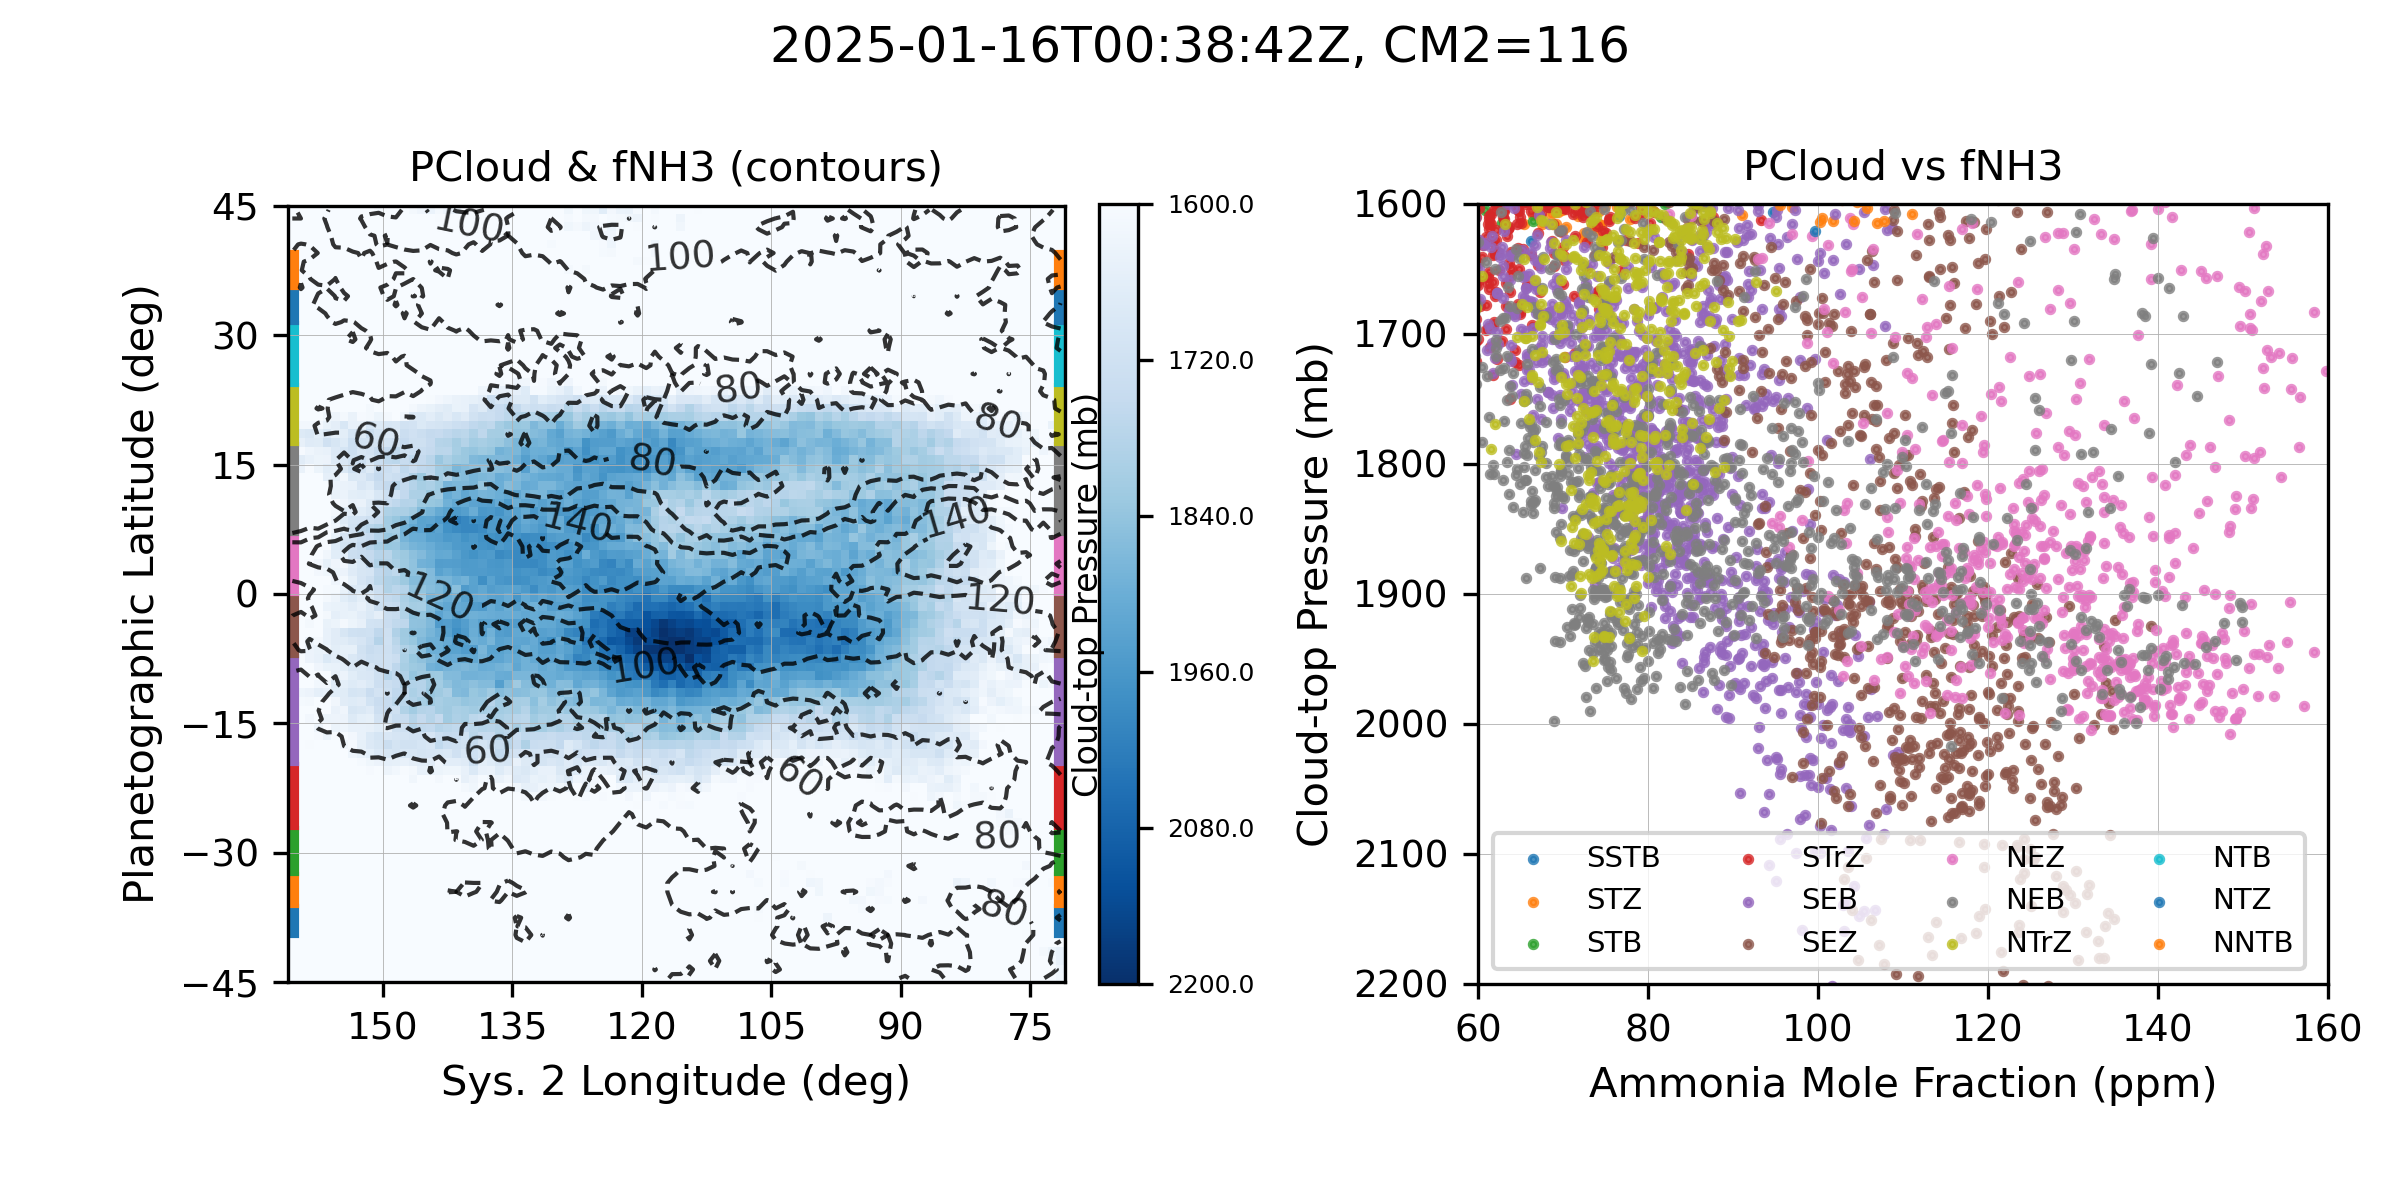 2025-01-16T00:38:42Z, CM2=116
PCloud & fNH3 (contours)
Planetographic Latitude (deg)
45
30
15
0
−15
−30
−45
100
100
80
80
60
80
140
140
120
120
100
60
60
80
80
150
135
120
105
90
75
Sys. 2 Longitude (deg)
Cloud-top Pressure (mb)
1600.0
1720.0
1840.0
1960.0
2080.0
2200.0
PCloud vs fNH3
Cloud-top Pressure (mb)
1600
1700
1800
1900
2000
2100
2200
SSTB
STZ
STB
STrZ
SEB
SEZ
NEZ
NEB
NTrZ
NTB
NTZ
NNTB
60
80
100
120
140
160
Ammonia Mole Fraction (ppm)